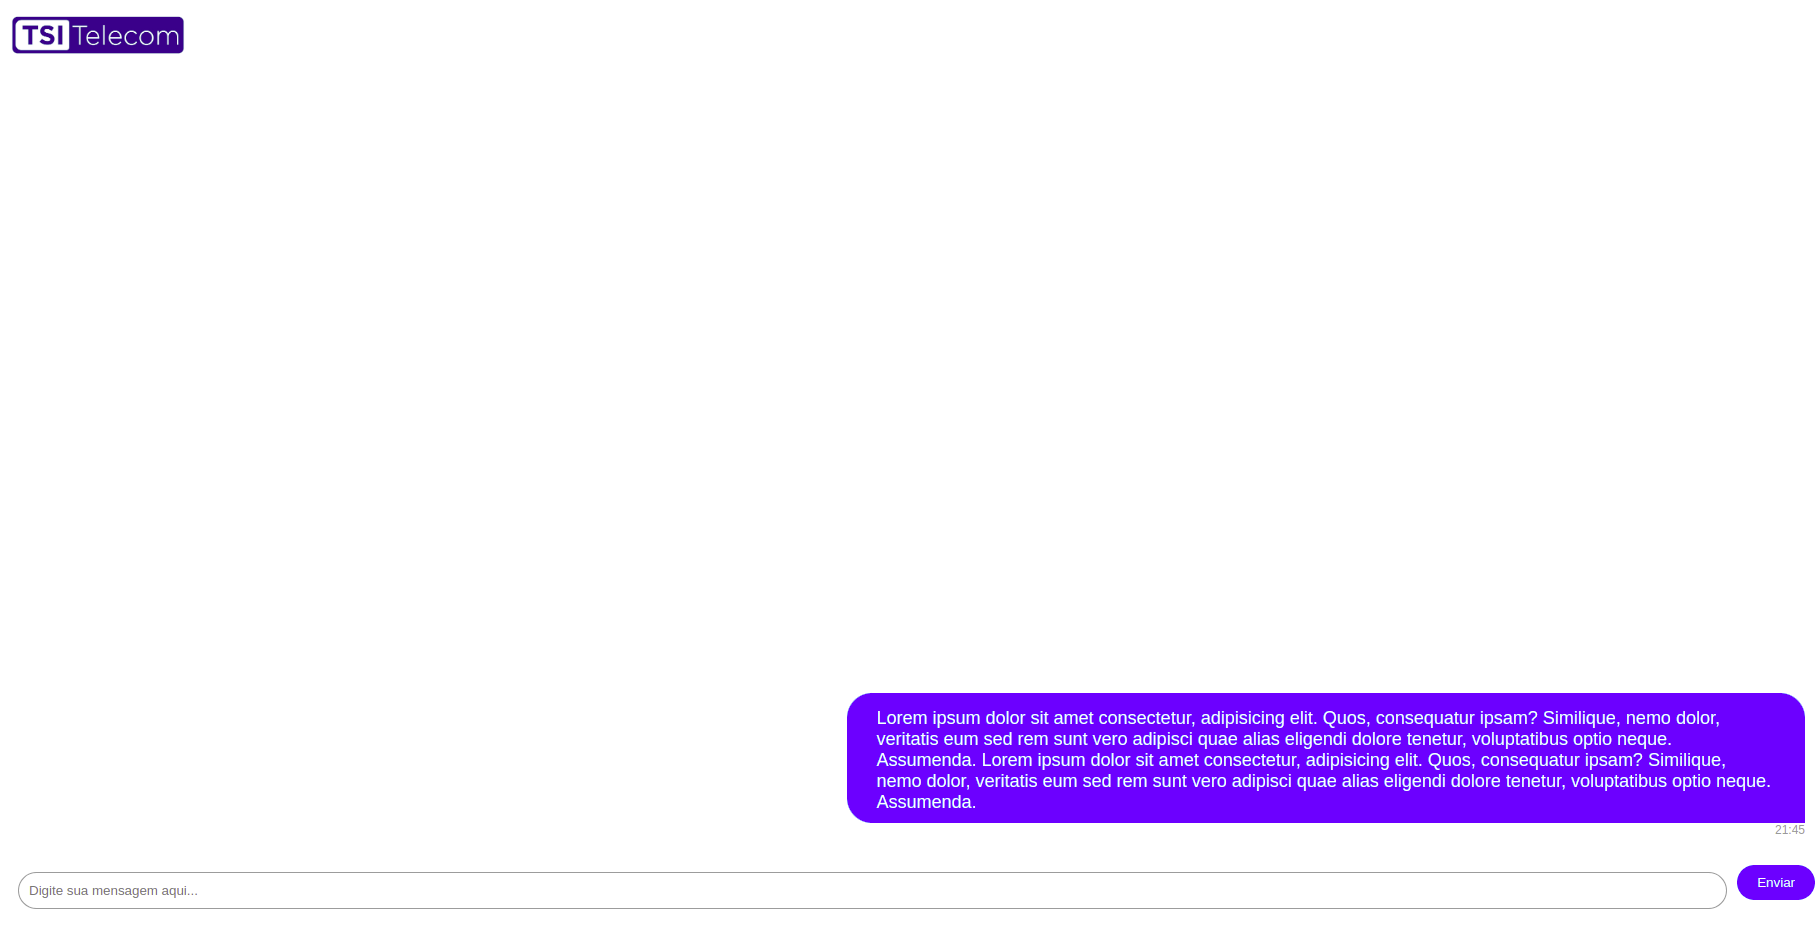 TSI Telecom
Lorem ipsum dolor sit amet consectetur, adipisicing elit. Quos, consequatur ipsam? Similique, nemo dolor,
veritatis eum sed rem sunt vero adipisci quae alias eligendi dolore tenetur, voluptatibus optio neque.
Assumenda. Lorem ipsum dolor sit amet consectetur, adipisicing elit. Quos, consequatur ipsam? Similique,
nemo dolor, veritatis eum sed rem sunt vero adipisci quae alias eligendi dolore tenetur, voluptatibus optio neque.
Assumenda.
21:45
Digite sua mensagem aqui...
Enviar